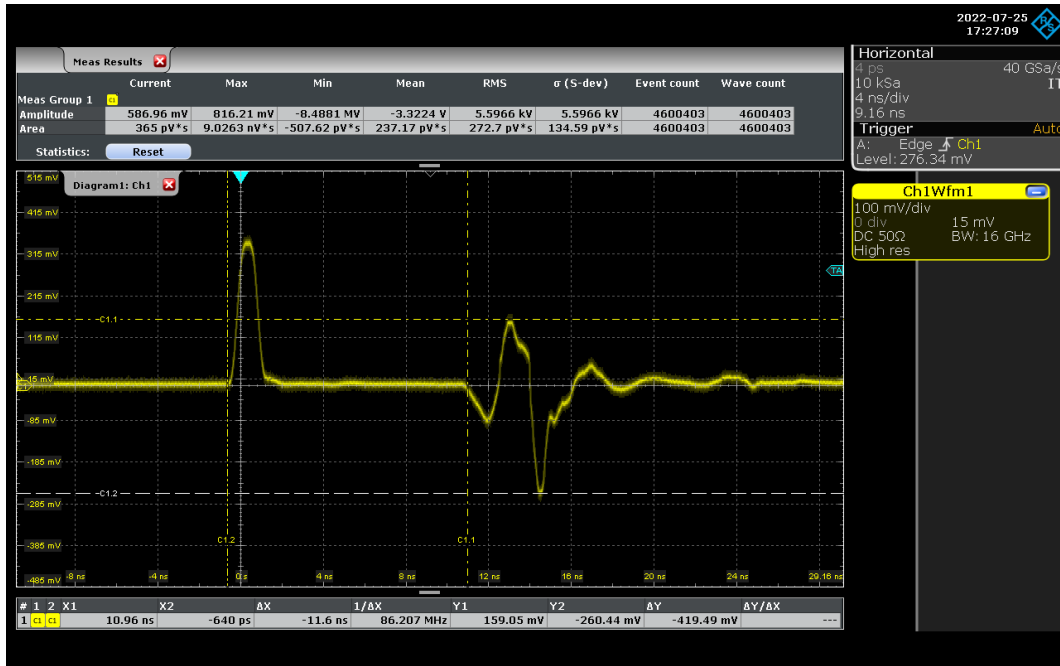 2022-07-25
17:27:09
Meas Results
Current Max Min Mean RMS σ (S-dev) Event count Wave count
Meas Group 1 C1
Amplitude 586.96 mV 816.21 mV -8.4881 MV -3.3224 V 5.5966 kV 5.5966 kV 4600403 4600403
Area 365 pV*s 9.0263 nV*s -507.62 pV*s 237.17 pV*s 272.7 pV*s 134.59 pV*s 4600403 4600403
Statistics: Reset
Horizontal
4 ps 40 GSa/s
10 kSa IT
4 ns/div
9.16 ns
Trigger Auto
A: Edge Ch1
Level: 276.34 mV
Ch1Wfm1
100 mV/div
0 div 15 mV
DC 50Ω BW: 16 GHz
High res
Diagram1: Ch1
515 mV
415 mV
315 mV
TA
215 mV
C1.1
115 mV
15 mV
-85 mV
-185 mV
C1.2
-285 mV
C1.2 C1.1
-385 mV
-485 mV -8 ns -4 ns 0 s 4 ns 8 ns 12 ns 16 ns 20 ns 24 ns 29.16 ns
# 1 2 X1 X2 ΔX 1/ΔX Y1 Y2 ΔY ΔY/ΔX
1 C1 C1 10.96 ns -640 ps -11.6 ns 86.207 MHz 159.05 mV -260.44 mV -419.49 mV ---